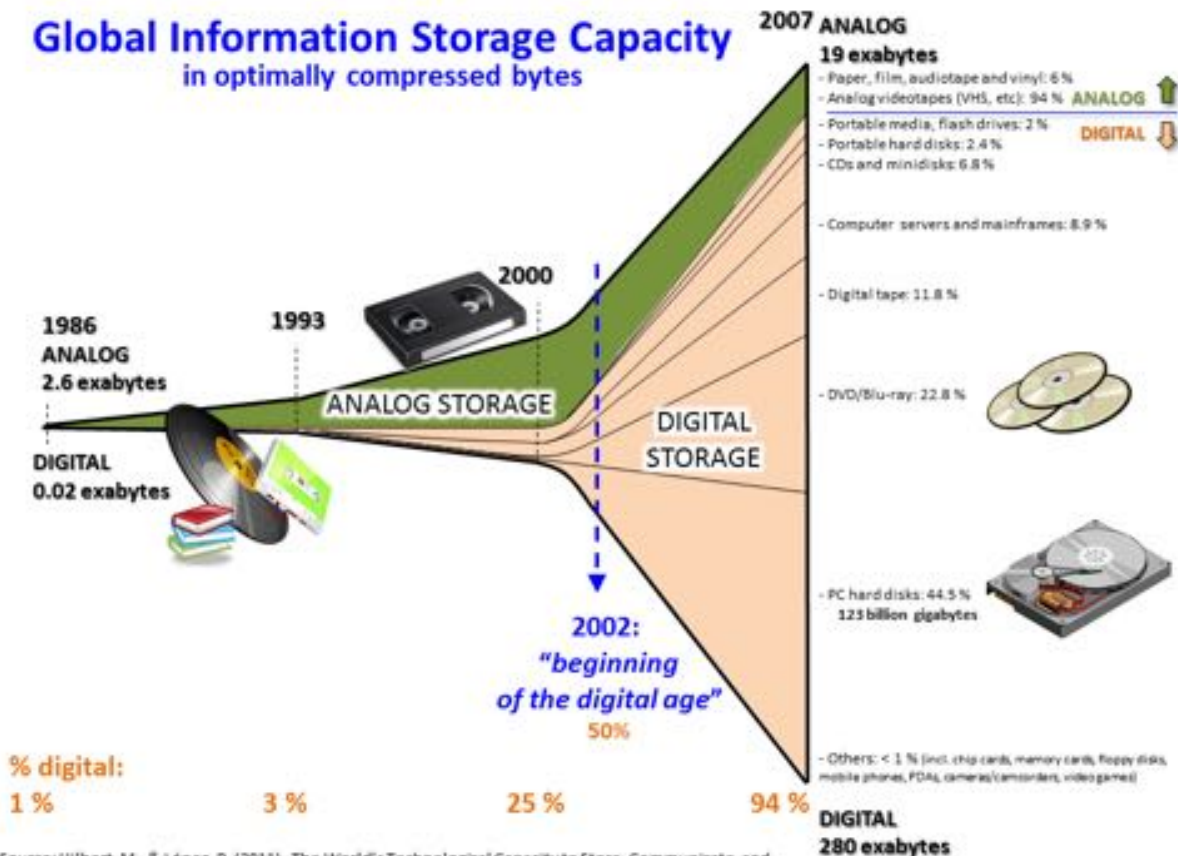 Global Information Storage Capacity
in optimally compressed bytes
2007 ANALOG
19 exabytes
- Paper, film, audiotape and vinyl: 6 %
- Analog videotapes (VHS, etc): 94 %
ANALOG
- Portable media, flash drives: 2 %
DIGITAL
- Portable hard disks: 2.4 %
- CDs and minidisks: 6.8 %
- Computer servers and mainframes: 8.9 %
- Digital tape: 11.8 %
- DVD/Blu-ray: 22.8 %
- PC hard disks: 44.5 %
123 billion gigabytes
- Others: < 1 % (incl. chip cards, memory cards, floppy disks,
mobile phones, PDAs, cameras/camcorders, video games)
DIGITAL
280 exabytes
1986
ANALOG
2.6 exabytes
DIGITAL
0.02 exabytes
1993
2000
ANALOG STORAGE
DIGITAL
STORAGE
2002:
"beginning
of the digital age"
50%
% digital:
1 %
3 %
25 %
94 %